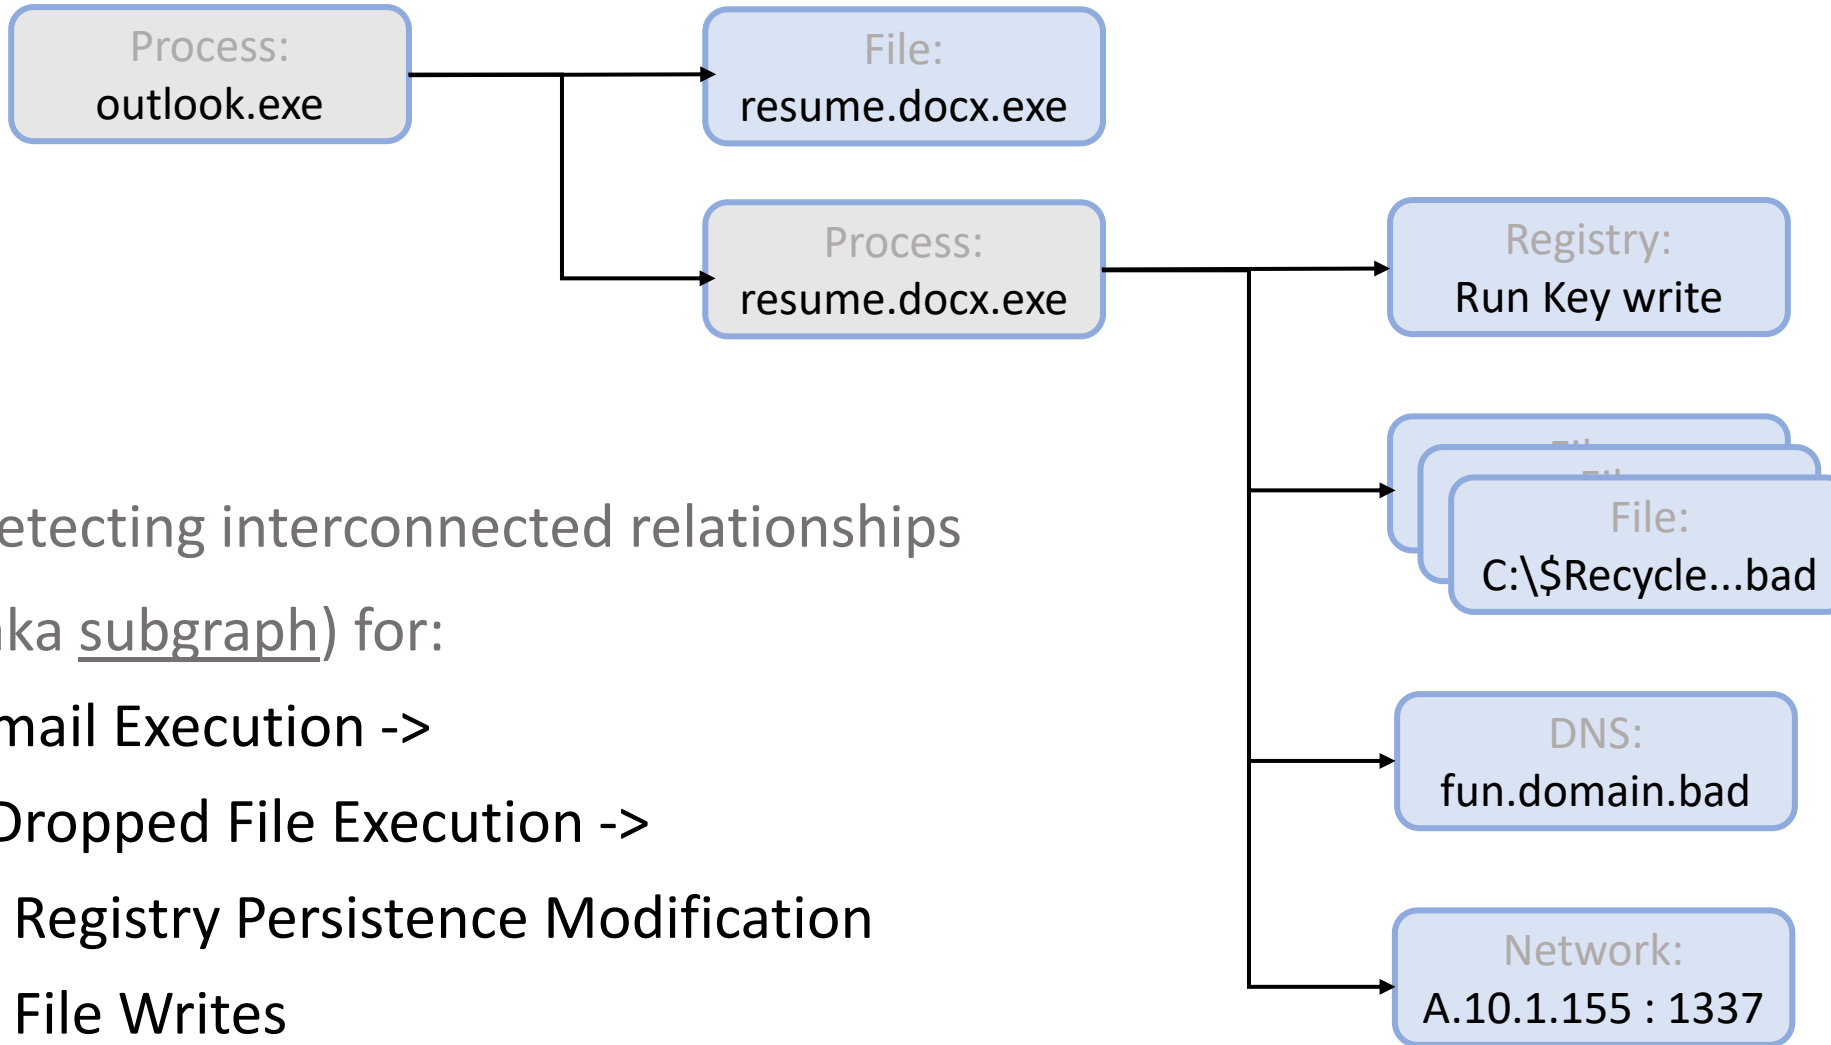 Process:
outlook.exe
File:
resume.docx.exe
Process:
resume.docx.exe
Registry:
Run Key write
File:
C:\$Recycle...bad
DNS:
fun.domain.bad
Network:
A.10.1.155 : 1337
etecting interconnected relationships
ka subgraph) for:
mail Execution ->
Dropped File Execution ->
Registry Persistence Modification
File Writes